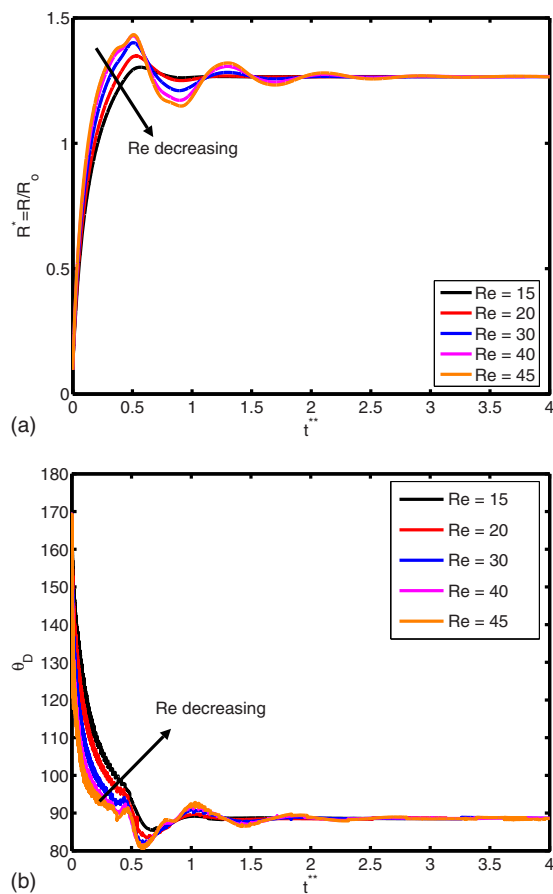 1.5
1
0.5
0
R*=R/Ro
Re decreasing
Re = 15
Re = 20
Re = 30
Re = 40
Re = 45
0 0.5 1 1.5 2 2.5 3 3.5 4
t**
(a)
180
170
160
150
140
130
120
110
100
90
80
θD
Re decreasing
Re = 15
Re = 20
Re = 30
Re = 40
Re = 45
0 0.5 1 1.5 2 2.5 3 3.5 4
t**
(b)